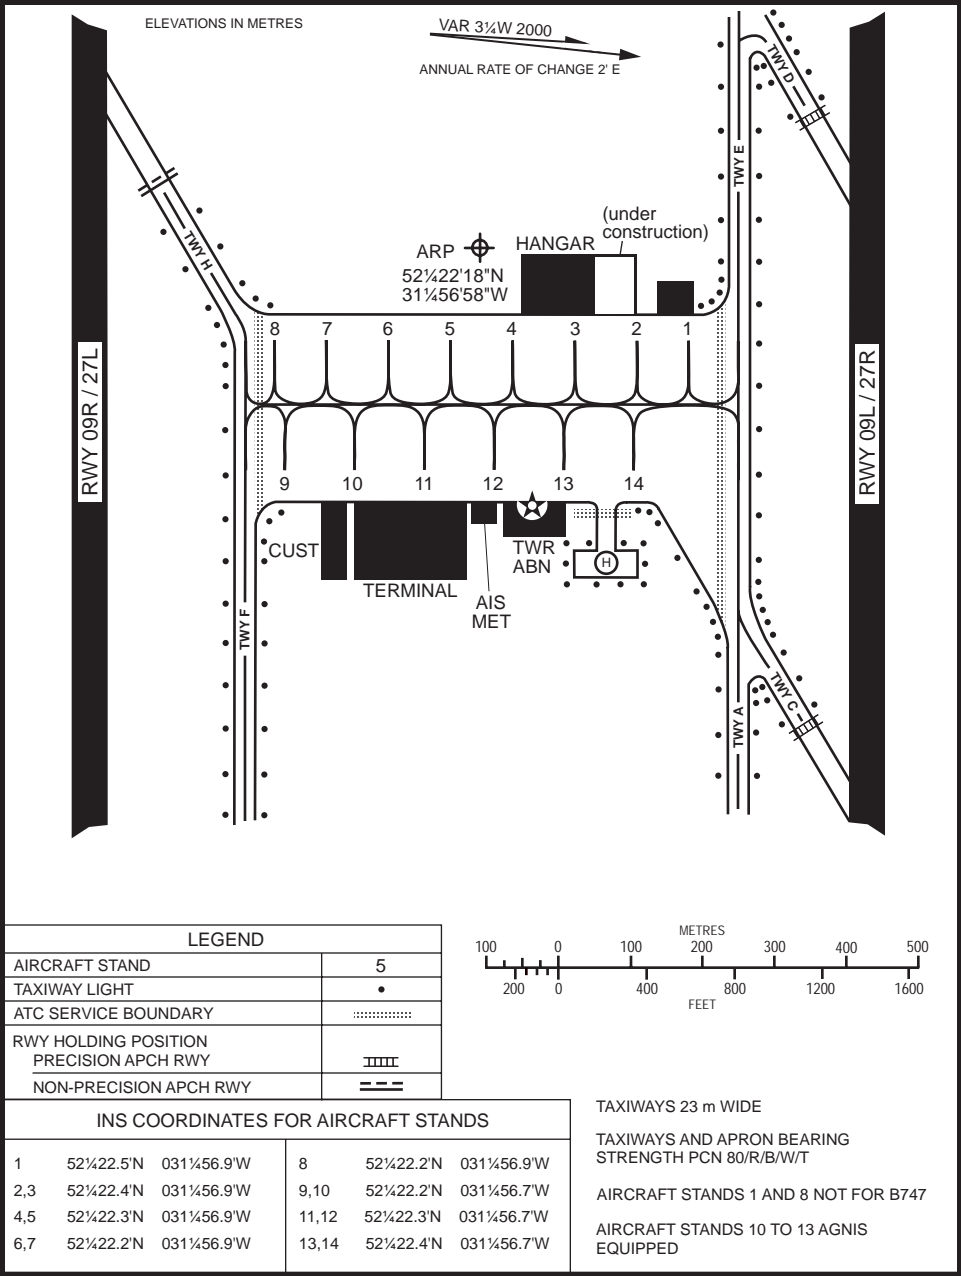 ELEVATIONS IN METRES
VAR 3¼W 2000
ANNUAL RATE OF CHANGE 2' E
TWY D
TWY E
(under
construction)
ARP
HANGAR
52¼22'18"N
31¼56'58"W
TWY H
8 7 6 5 4 3 2 1
RWY 09R / 27L
RWY 09L / 27R
9 10 11 12 13 14
CUST
TERMINAL
AIS
MET
TWR
ABN
H
TWY F
TWY C
TWY A
LEGEND
AIRCRAFT STAND 5
TAXIWAY LIGHT
ATC SERVICE BOUNDARY
RWY HOLDING POSITION
PRECISION APCH RWY
NON-PRECISION APCH RWY
METRES
100 0 100 200 300 400 500
200 0 400 800 1200 1600
FEET
INS COORDINATES FOR AIRCRAFT STANDS
1 52¼22.5'N 031¼56.9'W 8 52¼22.2'N 031¼56.9'W
2,3 52¼22.4'N 031¼56.9'W 9,10 52¼22.2'N 031¼56.7'W
4,5 52¼22.3'N 031¼56.9'W 11,12 52¼22.3'N 031¼56.7'W
6,7 52¼22.2'N 031¼56.9'W 13,14 52¼22.4'N 031¼56.7'W
TAXIWAYS 23 m WIDE
TAXIWAYS AND APRON BEARING
STRENGTH PCN 80/R/B/W/T
AIRCRAFT STANDS 1 AND 8 NOT FOR B747
AIRCRAFT STANDS 10 TO 13 AGNIS
EQUIPPED